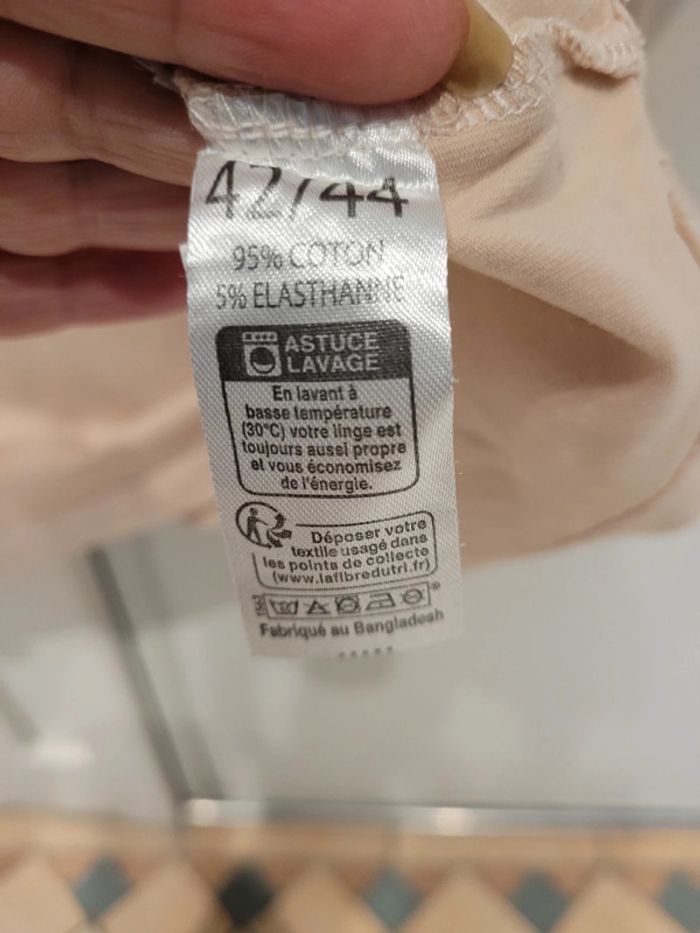 42/44
95% COTON
5% ELASTHANNE
ASTUCE
LAVAGE
En lavant à
basse température
(30°C) votre linge est
toujours aussi propre
et vous économisez
de l'énergie.
Déposer votre
textile usagé dans
les points de collecte
(www.lafibredutri.fr)
Fabriqué au Bangladesh